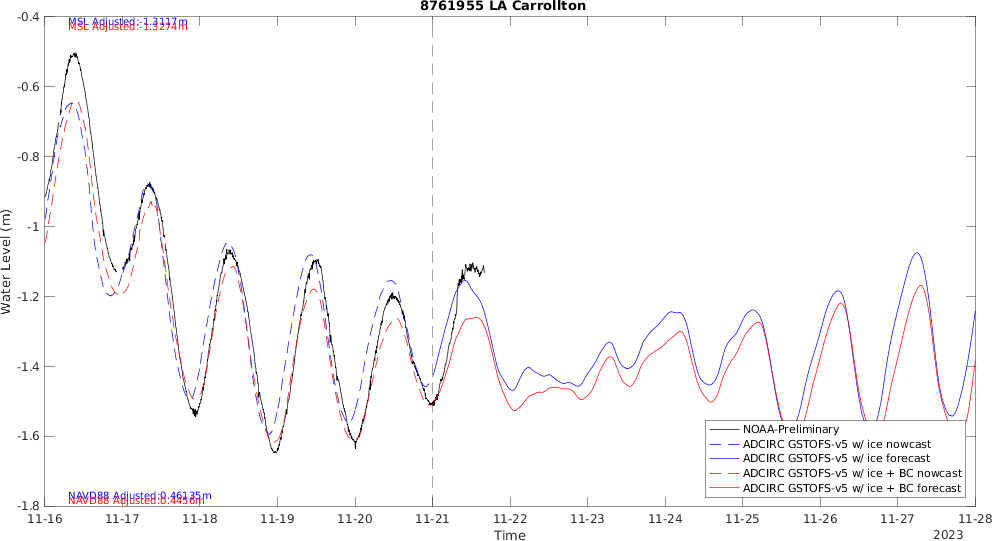 8761955 LA Carrollton
MSL Adjusted:-1.3117m
MSL Adjusted:-1.3274m
-0.4
-0.6
-0.8
-1
-1.2
-1.4
-1.6
-1.8
Water Level (m)
NOAA-Preliminary
ADCIRC GSTOFS-v5 w/ ice nowcast
ADCIRC GSTOFS-v5 w/ ice forecast
ADCIRC GSTOFS-v5 w/ ice + BC nowcast
ADCIRC GSTOFS-v5 w/ ice + BC forecast
NAVD88 Adjusted:0.46135m
NAVD88 Adjusted:0.4456m
11-16 11-17 11-18 11-19 11-20 11-21 11-22 11-23 11-24 11-25 11-26 11-27 11-28
Time
2023